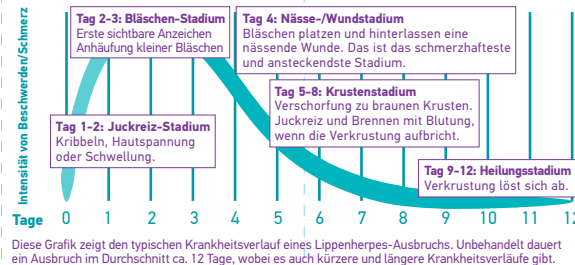 Intensität von Beschwerden/Schmerz
Tag 2-3: Bläschen-Stadium
Erste sichtbare Anzeichen
Anhäufung kleiner Bläschen
Tag 4: Nässe-/Wundstadium
Bläschen platzen und hinterlassen eine
nässende Wunde. Das ist das schmerzhafteste
und ansteckendste Stadium.
Tag 5-8: Krustenstadium
Verschorfung zu braunen Krusten.
Juckreiz und Brennen mit Blutung,
wenn die Verkrustung aufbricht.
Tag 1-2: Juckreiz-Stadium
Kribbeln, Hautspannung
oder Schwellung.
Tag 9-12: Heilungsstadium
Verkrustung löst sich ab.
Tage 0 1 2 3 4 5 6 7 8 9 10 11 12
Diese Grafik zeigt den typischen Krankheitsverlauf eines Lippenherpes-Ausbruchs. Unbehandelt dauert
ein Ausbruch im Durchschnitt ca. 12 Tage, wobei es auch kürzere und längere Krankheitsverläufe gibt.